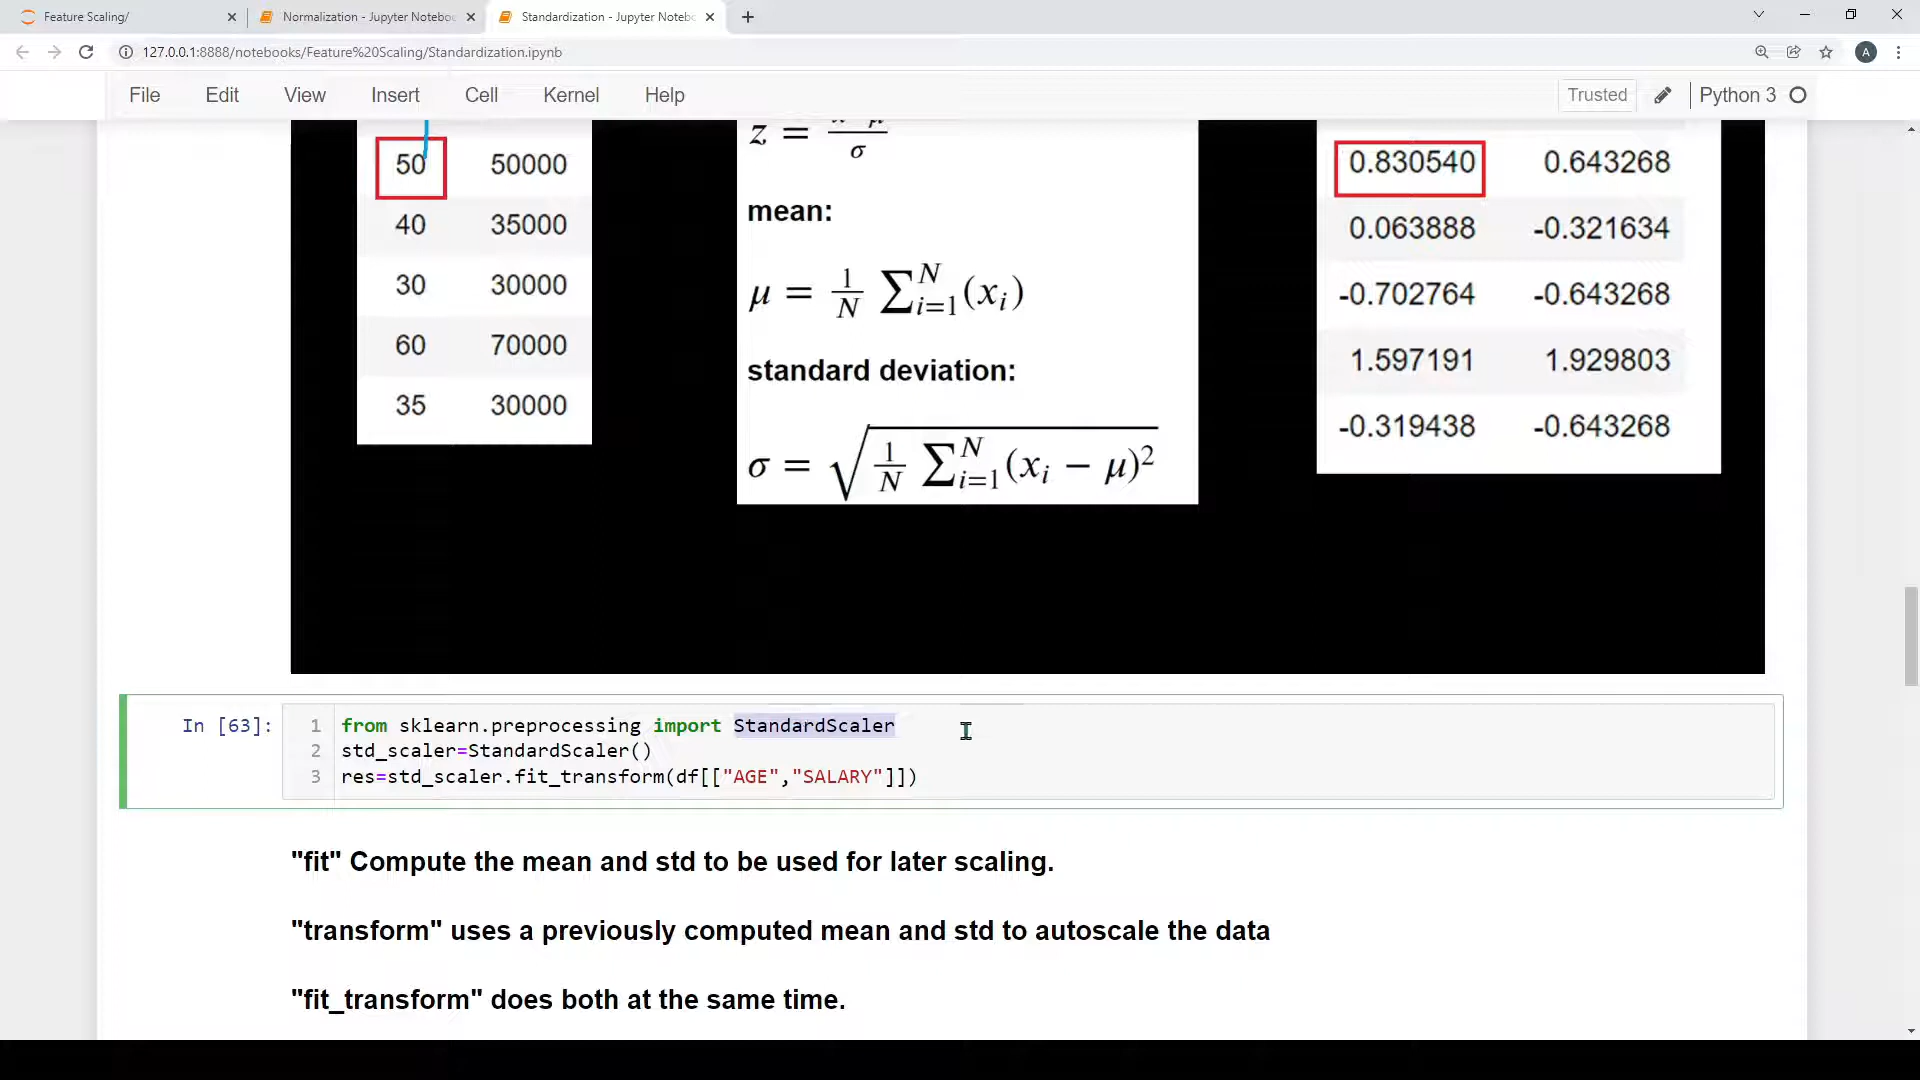 Feature Scaling/
Normalization - Jupyter Notebo
Standardization - Jupyter Noteb
127.0.0.1:8888/notebooks/Feature%20Scaling/Standardization.ipynb
A
File Edit View Insert Cell Kernel Help
Trusted
Python 3
50 50000
40 35000
30 30000
60 70000
35 30000
z = x - μ / σ
mean:
μ = 1/N ∑_{i=1}^{N} (x_i)
standard deviation:
σ = √(1/N ∑_{i=1}^{N} (x_i − μ)²)
0.830540 0.643268
0.063888 -0.321634
-0.702764 -0.643268
1.597191 1.929803
-0.319438 -0.643268
In [63]:
1 from sklearn.preprocessing import StandardScaler
2 std_scaler=StandardScaler()
3 res=std_scaler.fit_transform(df[["AGE","SALARY"]])
"fit" Compute the mean and std to be used for later scaling.
"transform" uses a previously computed mean and std to autoscale the data
"fit_transform" does both at the same time.